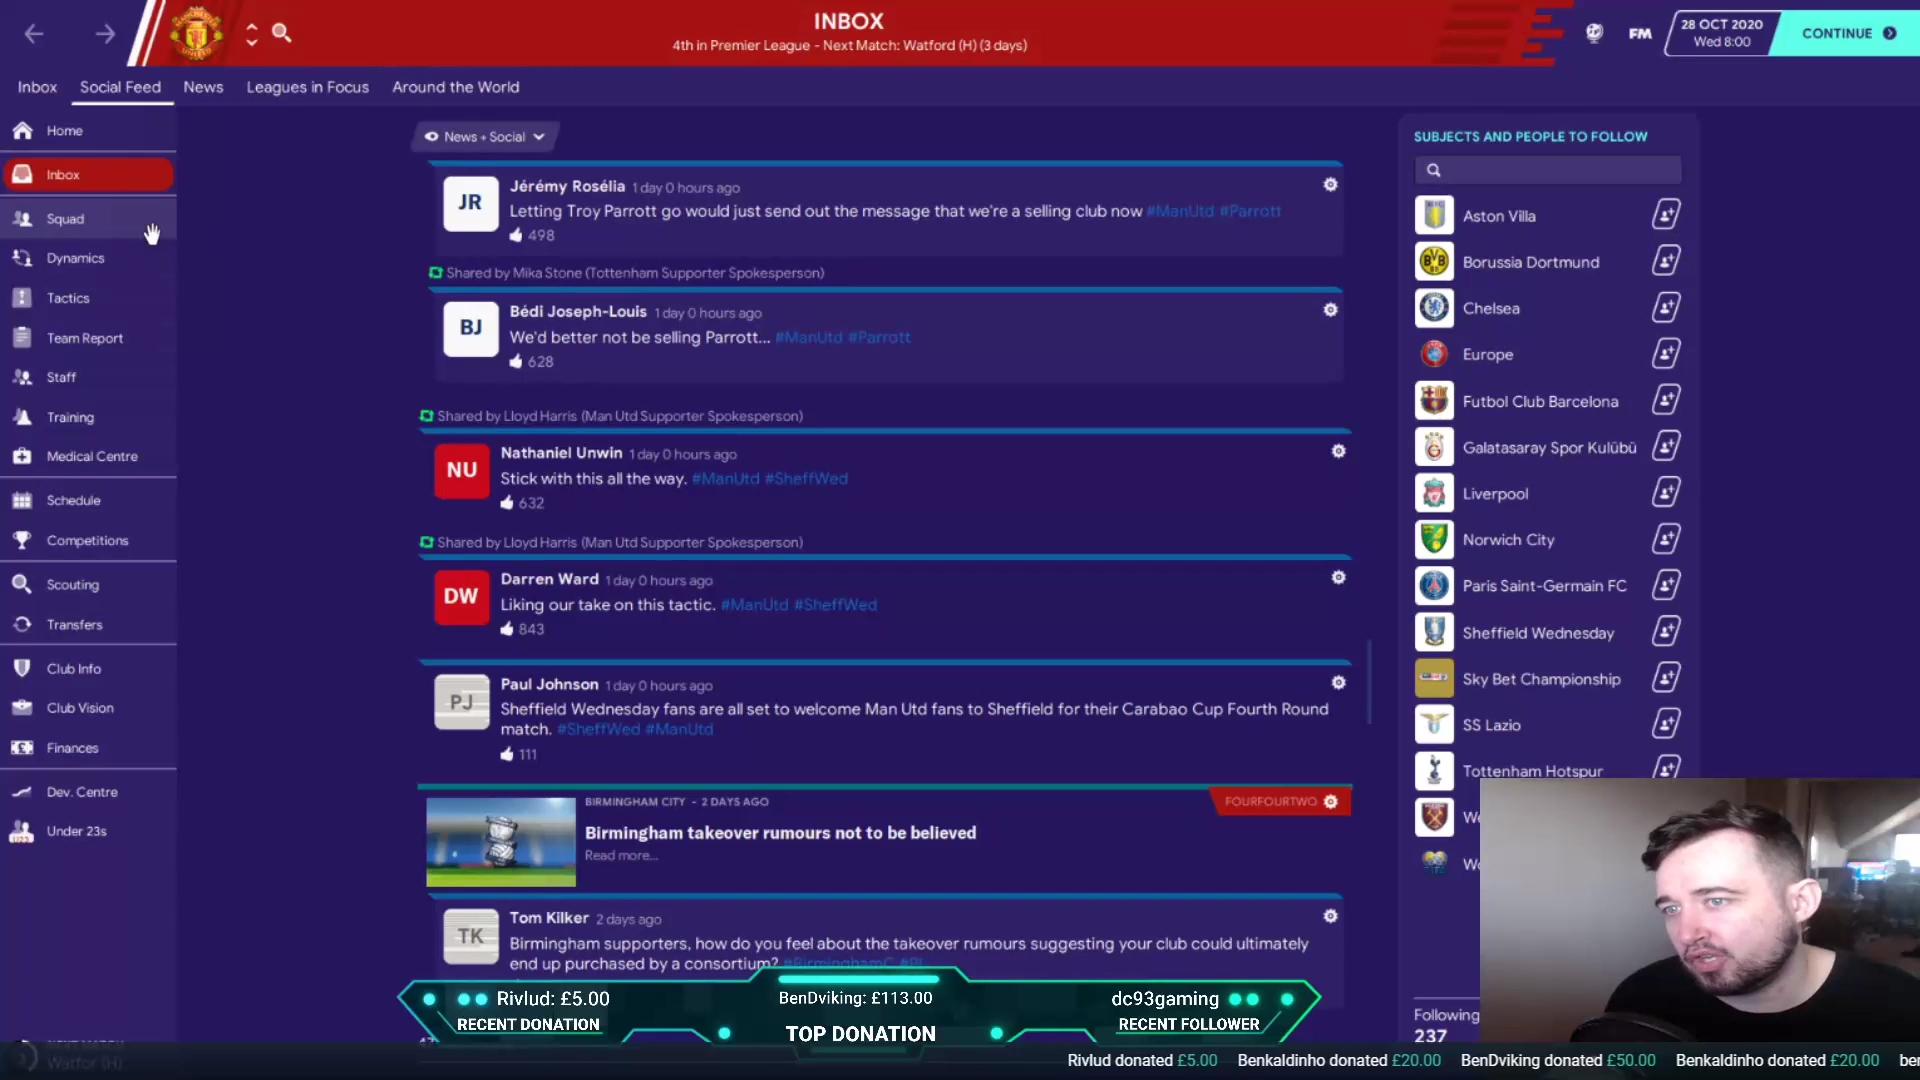 INBOX
4th in Premier League - Next Match: Watford (H) (3 days)
FM
28 OCT 2020
Wed 8:00
CONTINUE
Inbox
Social Feed
News
Leagues in Focus
Around the World
Home
Inbox
Squad
Dynamics
Tactics
Team Report
Staff
Training
Medical Centre
Schedule
Competitions
Scouting
Transfers
Club Info
Club Vision
Finances
Dev. Centre
Under 23s
News + Social
JR
Jérémy Rosélia 1 day 0 hours ago
Letting Troy Parrott go would just send out the message that we're a selling club now #ManUtd #Parrott
498
Shared by Mika Stone (Tottenham Supporter Spokesperson)
BJ
Bédi Joseph-Louis 1 day 0 hours ago
We'd better not be selling Parrott... #ManUtd #Parrott
628
Shared by Lloyd Harris (Man Utd Supporter Spokesperson)
NU
Nathaniel Unwin 1 day 0 hours ago
Stick with this all the way. #ManUtd #SheffWed
632
Shared by Lloyd Harris (Man Utd Supporter Spokesperson)
DW
Darren Ward 1 day 0 hours ago
Liking our take on this tactic. #ManUtd #SheffWed
843
PJ
Paul Johnson 1 day 0 hours ago
Sheffield Wednesday fans are all set to welcome Man Utd fans to Sheffield for their Carabao Cup Fourth Round
match. #SheffWed #ManUtd
111
BIRMINGHAM CITY - 2 DAYS AGO
FOURFOURTWO
Birmingham takeover rumours not to be believed
Read more...
TK
Tom Kilker 2 days ago
Birmingham supporters, how do you feel about the takeover rumours suggesting your club could ultimately
end up purchased by a consortium?
SUBJECTS AND PEOPLE TO FOLLOW
Aston Villa
Borussia Dortmund
Chelsea
Europe
Futbol Club Barcelona
Galatasaray Spor Kulübü
Liverpool
Norwich City
Paris Saint-Germain FC
Sheffield Wednesday
Sky Bet Championship
SS Lazio
Tottenham Hotspur
Following
237
Rivlud: £5.00
RECENT DONATION
BenDviking: £113.00
TOP DONATION
dc93gaming
RECENT FOLLOWER
Watfor (H)
Rivlud donated £5.00 Benkaldinho donated £20.00 BenDviking donated £50.00 Benkaldinho donated £20.00 ber